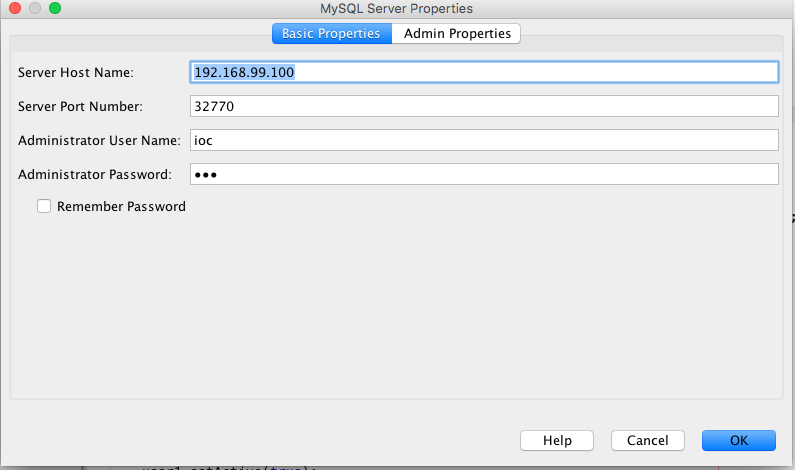 MySQL Server Properties
Basic Properties Admin Properties
Server Host Name: 192.168.99.100
Server Port Number: 32770
Administrator User Name: ioc
Administrator Password: •••
Remember Password
Help Cancel OK